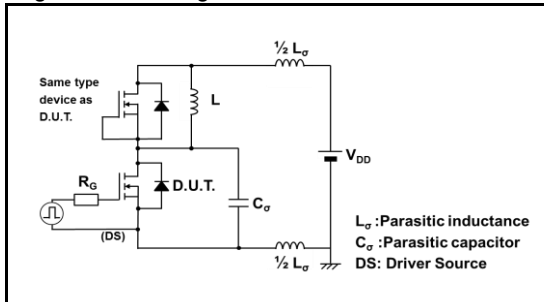 ½ Lσ
Same type
device as
D.U.T.
L
VDD
RG
D.U.T.
Cσ
(DS)
½ Lσ
Lσ :Parasitic inductance
Cσ :Parasitic capacitor
DS: Driver Source